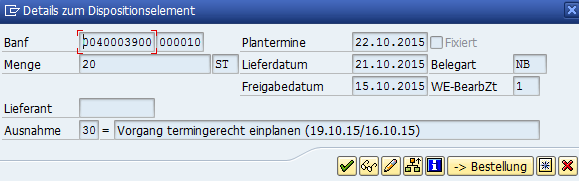 Details zum Dispositionselement
Banf 0040003900 000010 Plantermine 22.10.2015 Fixiert
Menge 20 ST Lieferdatum 21.10.2015 Belegart NB
Freigabedatum 15.10.2015 WE-BearbZt 1
Lieferant
Ausnahme 30 = Vorgang termingerecht einplanen (19.10.15/16.10.15)
-> Bestellung